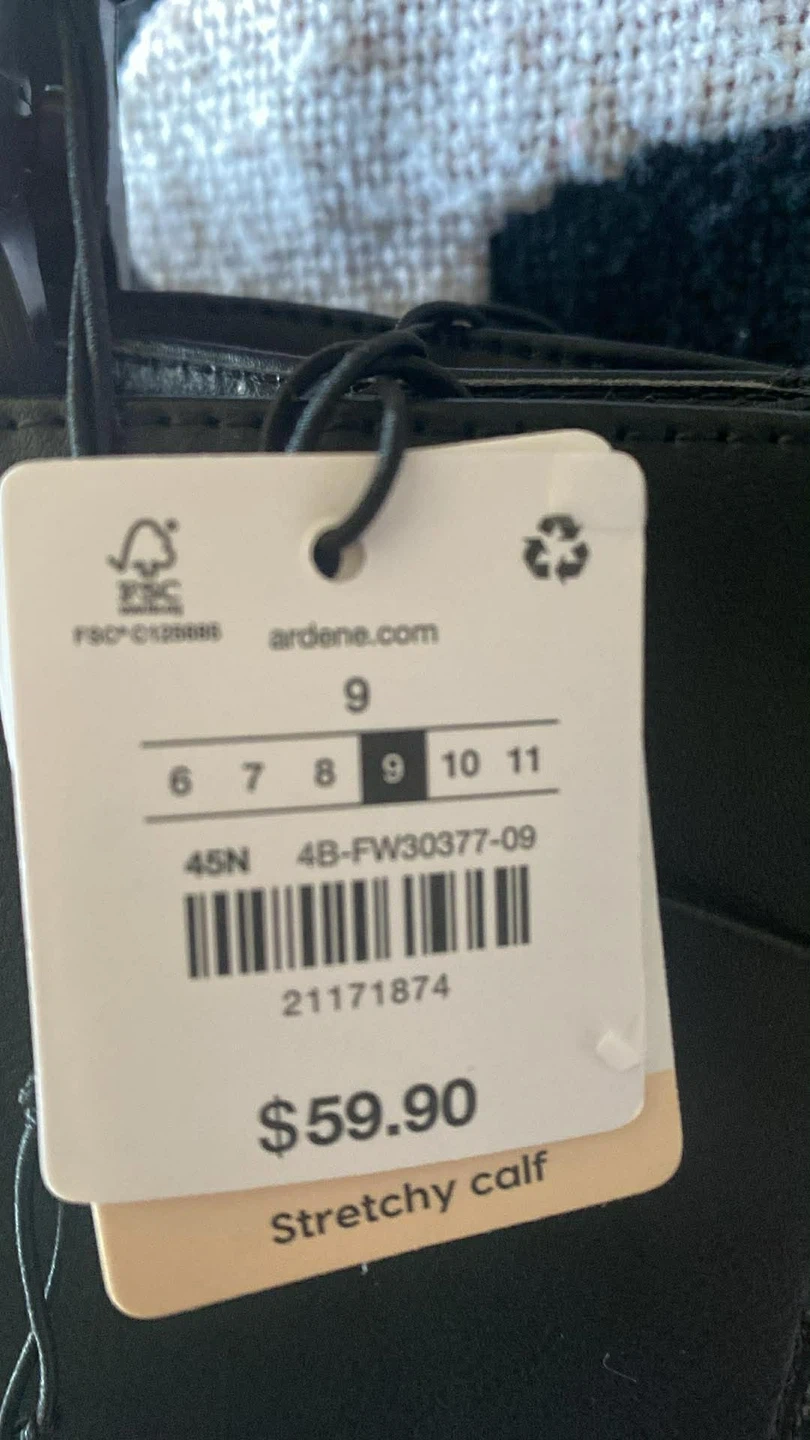 FSC
ardene.com
9
6 7 8 9 10 11
45N 4B-FW30377-09
21171874
$59.90
Stretchy calf